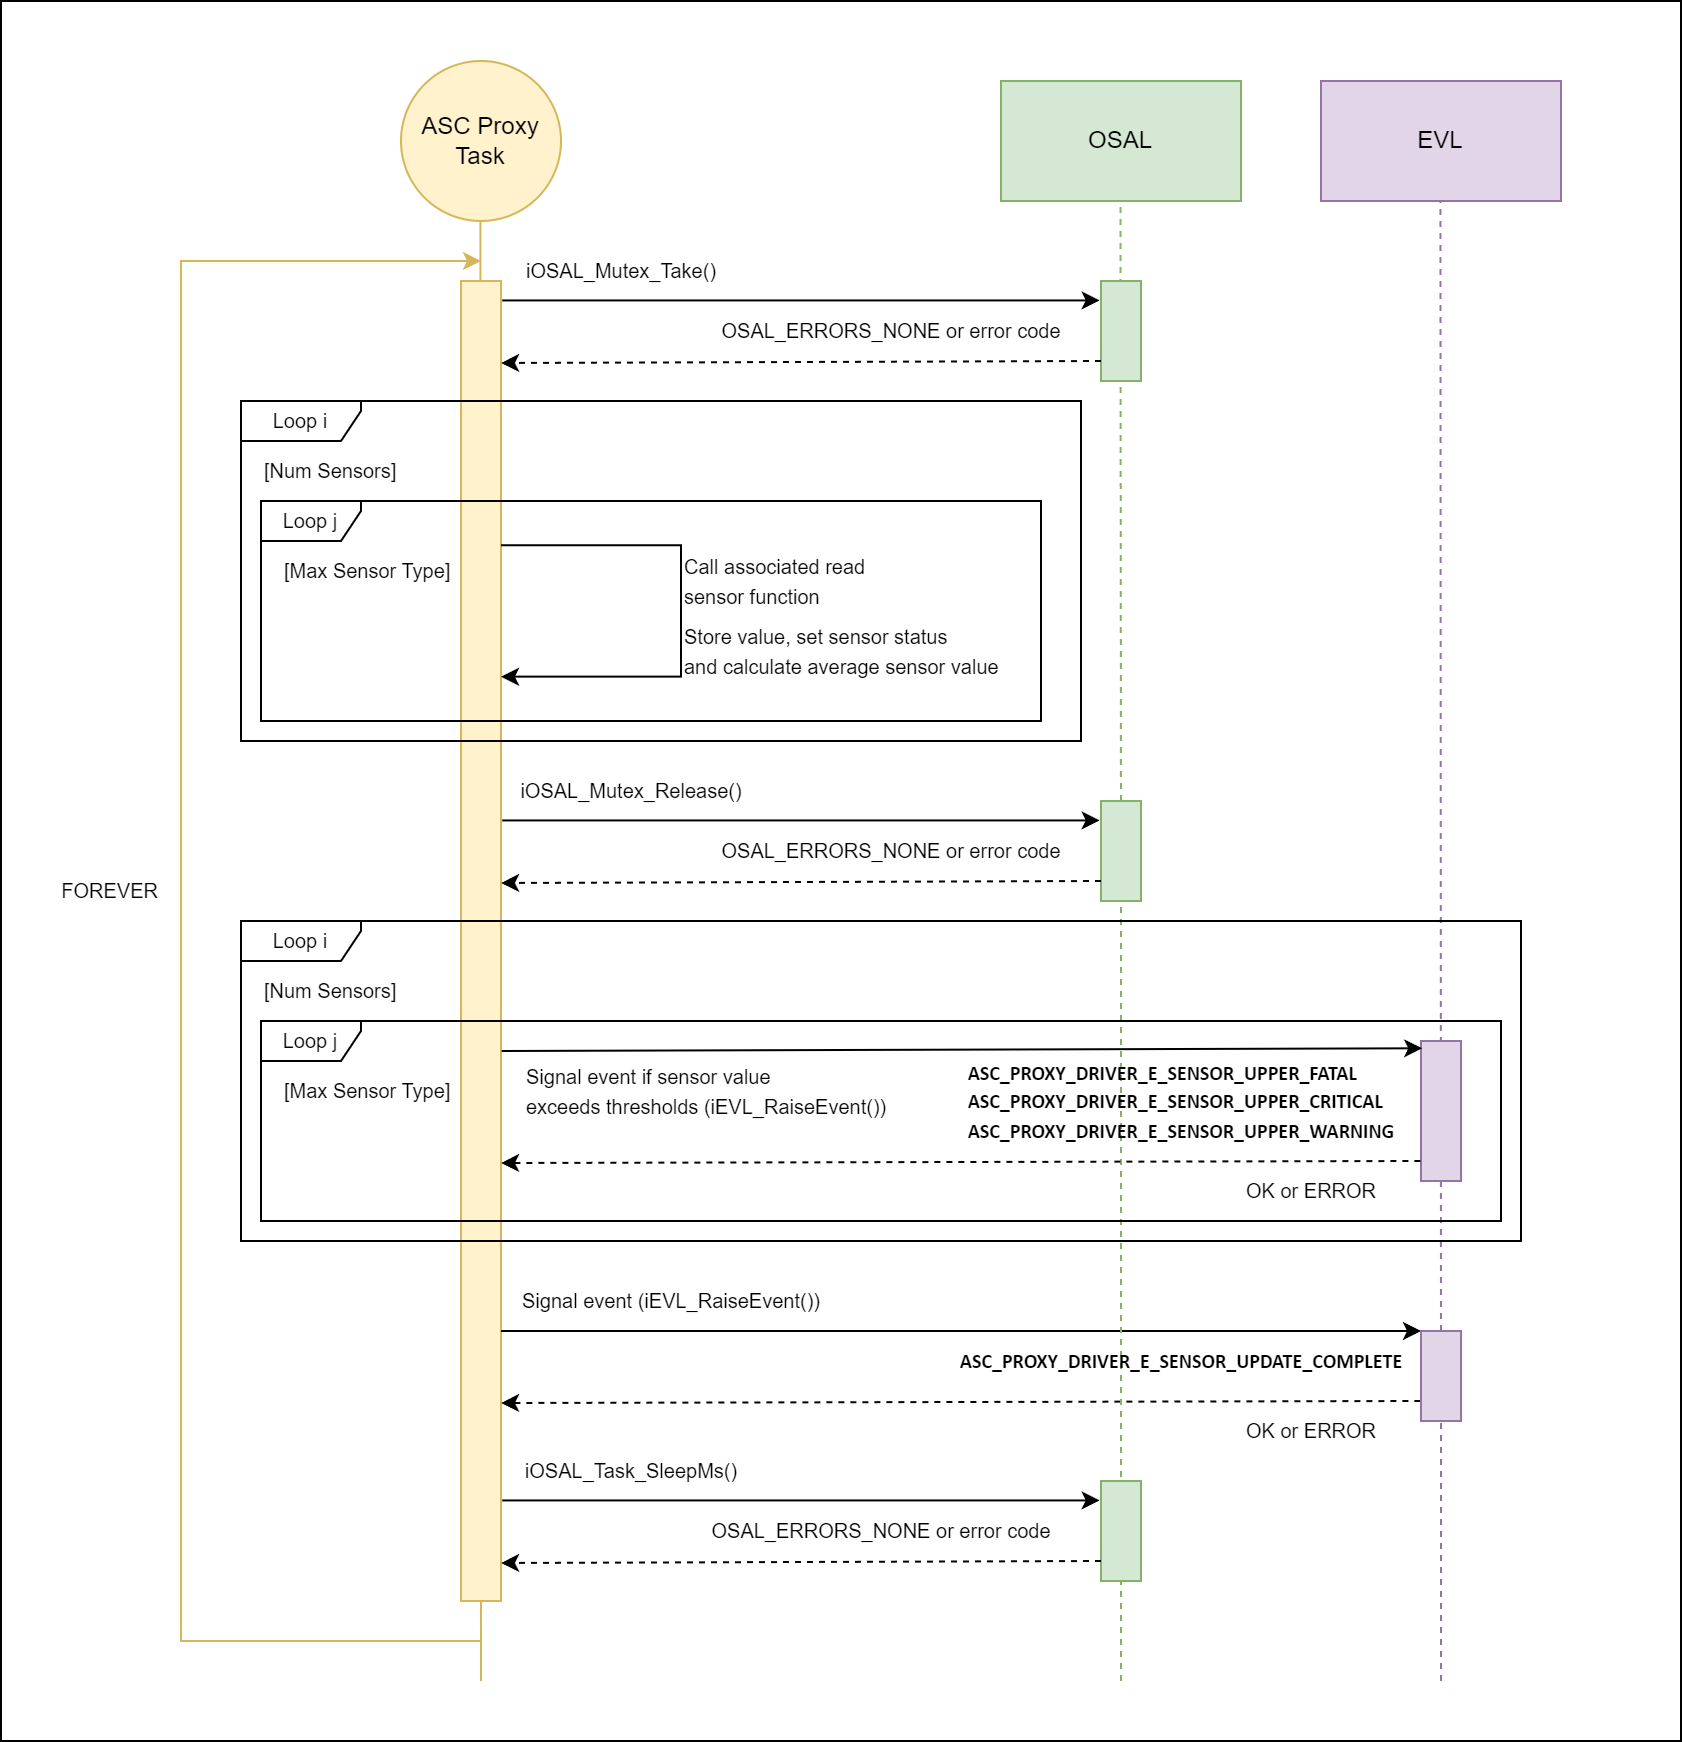 ASC Proxy
Task
OSAL
EVL
iOSAL_Mutex_Take()
OSAL_ERRORS_NONE or error code
Loop i
[Num Sensors]
Loop j
[Max Sensor Type]
Call associated read
sensor function
Store value, set sensor status
and calculate average sensor value
iOSAL_Mutex_Release()
OSAL_ERRORS_NONE or error code
FOREVER
Loop i
[Num Sensors]
Loop j
[Max Sensor Type]
Signal event if sensor value
exceeds thresholds (iEVL_RaiseEvent())
ASC_PROXY_DRIVER_E_SENSOR_UPPER_FATAL
ASC_PROXY_DRIVER_E_SENSOR_UPPER_CRITICAL
ASC_PROXY_DRIVER_E_SENSOR_UPPER_WARNING
OK or ERROR
Signal event (iEVL_RaiseEvent())
ASC_PROXY_DRIVER_E_SENSOR_UPDATE_COMPLETE
OK or ERROR
iOSAL_Task_SleepMs()
OSAL_ERRORS_NONE or error code